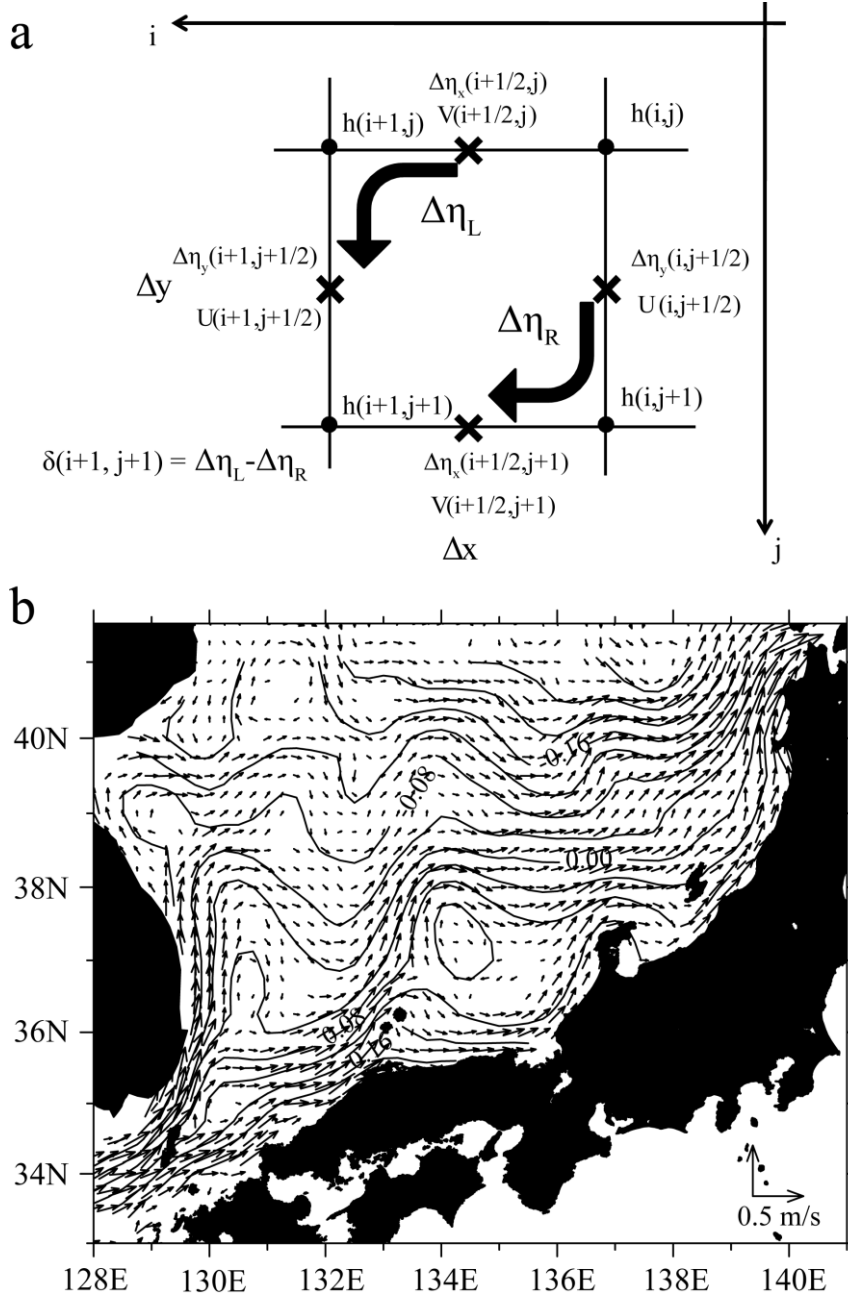 a
i
Δηx(i+1/2,j)
h(i+1,j) V(i+1/2,j) h(i,j)
ΔηL
Δηy(i+1,j+1/2) Δηy(i,j+1/2)
Δy
U(i+1,j+1/2) U(i,j+1/2)
ΔηR
h(i+1,j+1) h(i,j+1)
δ(i+1, j+1) = ΔηL-ΔηR Δηx(i+1/2,j+1)
V(i+1/2,j+1)
Δx
j
b
40N
0.16
0.08
0.00
38N
36N
0.08
0.16
34N
0.5 m/s
128E 130E 132E 134E 136E 138E 140E